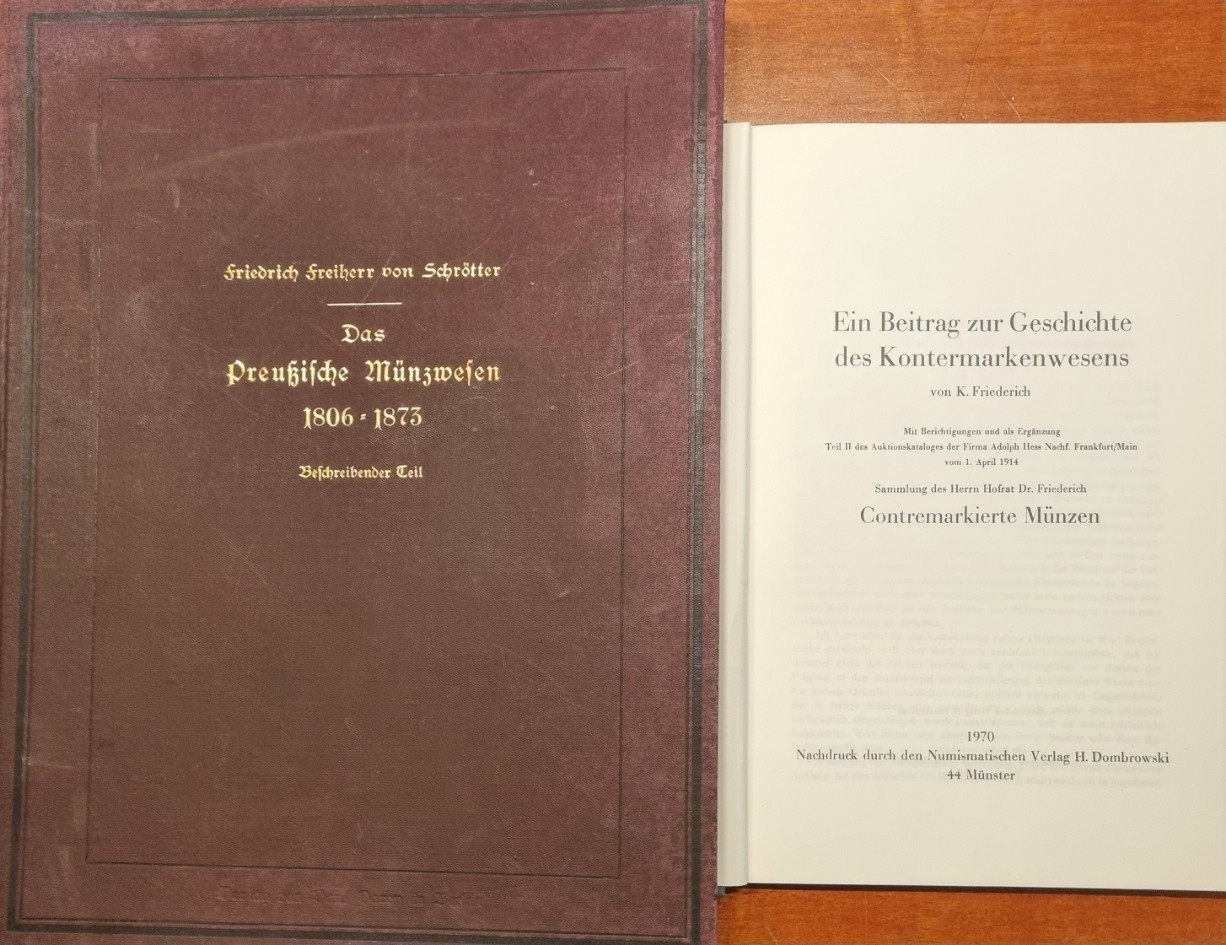 Friedrich Freiherr von Schrötter
Das
Preußische Münzwesen
1806-1873
Beschreibender Teil
Ein Beitrag zur Geschichte
des Kontermarkenwesens
von K. Friederich
Mit Berichtigungen und als Ergänzung
Teil II des Auktionskataloges der Firma Adolph Hess Nachf. Frankfurt/Main
vom 1. April 1914
Sammlung des Herrn Hofrat Dr. Friederich
Contremarkierte Münzen
1970
Nachdruck durch den Numismatischen Verlag H. Dombrowski
44 Münster